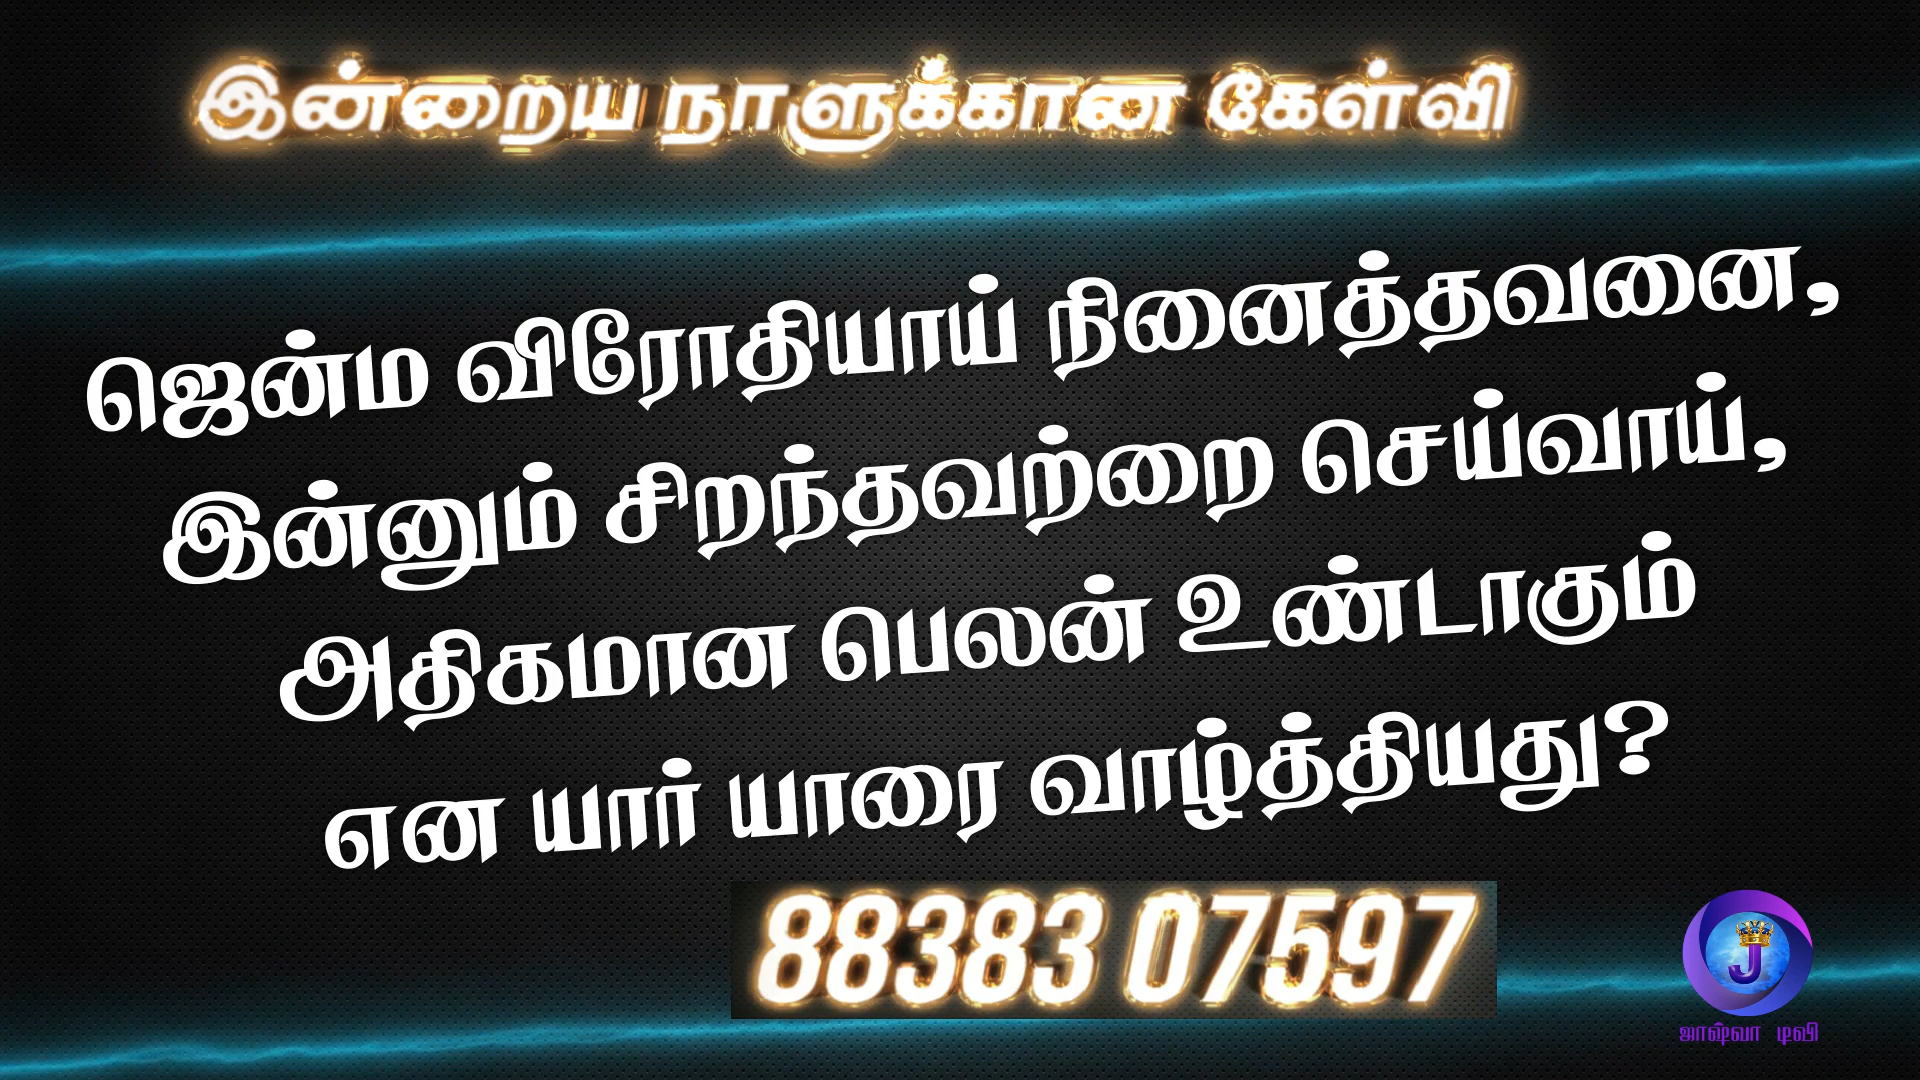 இன்றைய நாளுக்கான கேள்வி
ஜென்ம விரோதியாய் நினைத்தவனை,
இன்னும் சிறந்தவற்றை செய்வாய்,
அதிகமான பெலன் உண்டாகும்
என யார் யாரை வாழ்த்தியது?
88383 07597
J
ஜாஷ்வா டிவி